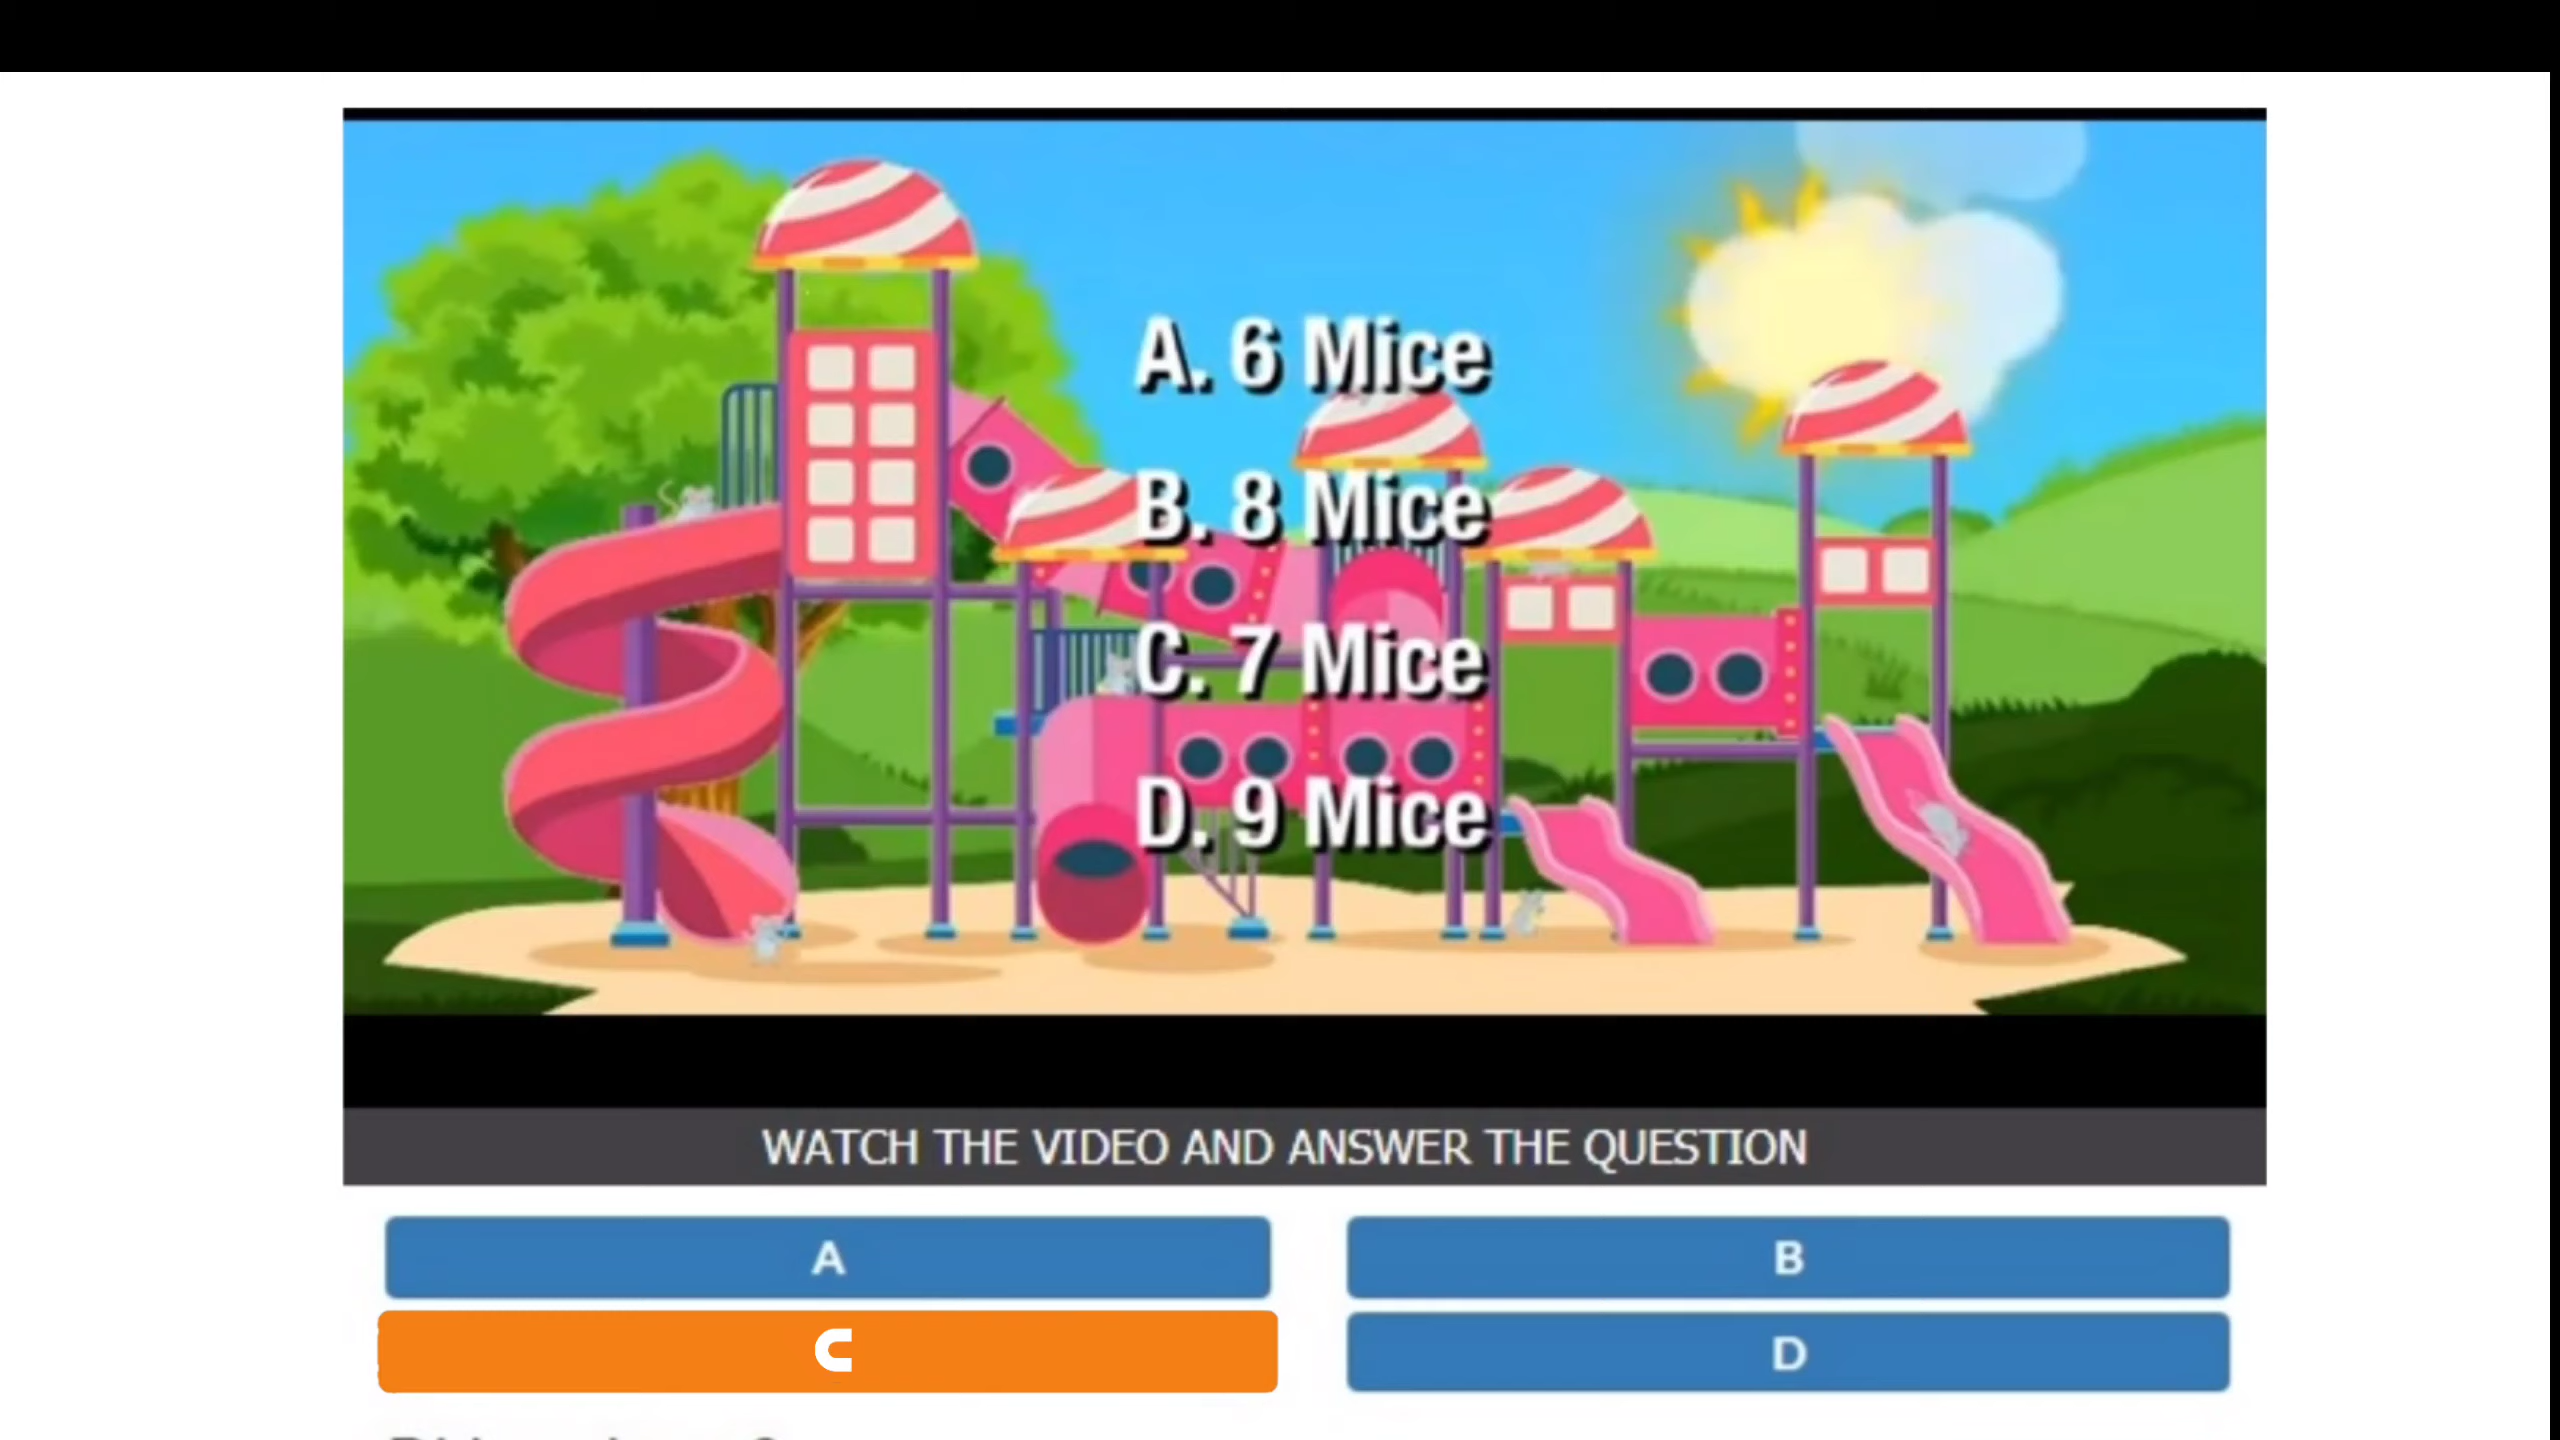 A. 6 Mice
B. 8 Mice
C. 7 Mice
D. 9 Mice
WATCH THE VIDEO AND ANSWER THE QUESTION
A
B
C
D